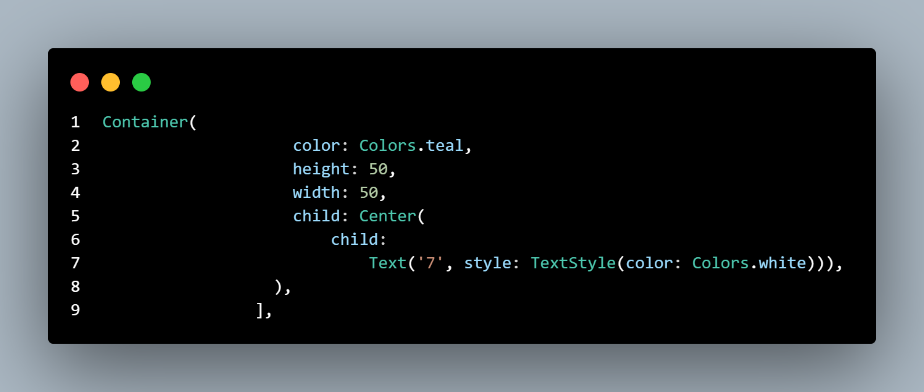 1 Container(
2 color: Colors.teal,
3 height: 50,
4 width: 50,
5 child: Center(
6 child:
7 Text('7', style: TextStyle(color: Colors.white))),
8 ),
9 ],